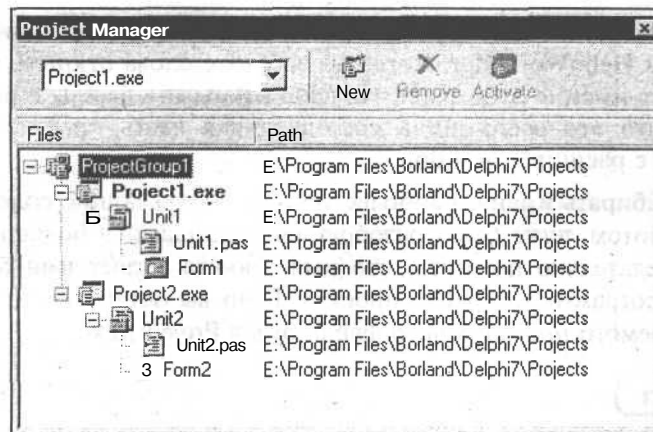 Project Manager
Project1.exe
New Remove Activate
Files Path
ProjectGroup1 E:\Program Files\Borland\Delphi7\Projects
Project1.exe E:\Program Files\Borland\Delphi7\Projects
Б Unit1 E:\Program Files\Borland\Delphi7\Projects
Unit1.pas E:\Program Files\Borland\Delphi7\Projects
Form1 E:\Program Files\Borland\Delphi7\Projects
Project2.exe E:\Program Files\Borland\Delphi7\Projects
Unit2 E:\Program Files\Borland\Delphi7\Projects
Unit2.pas E:\Program Files\Borland\Delphi7\Projects
3 Form2 E:\Program Files\Borland\Delphi7\Projects